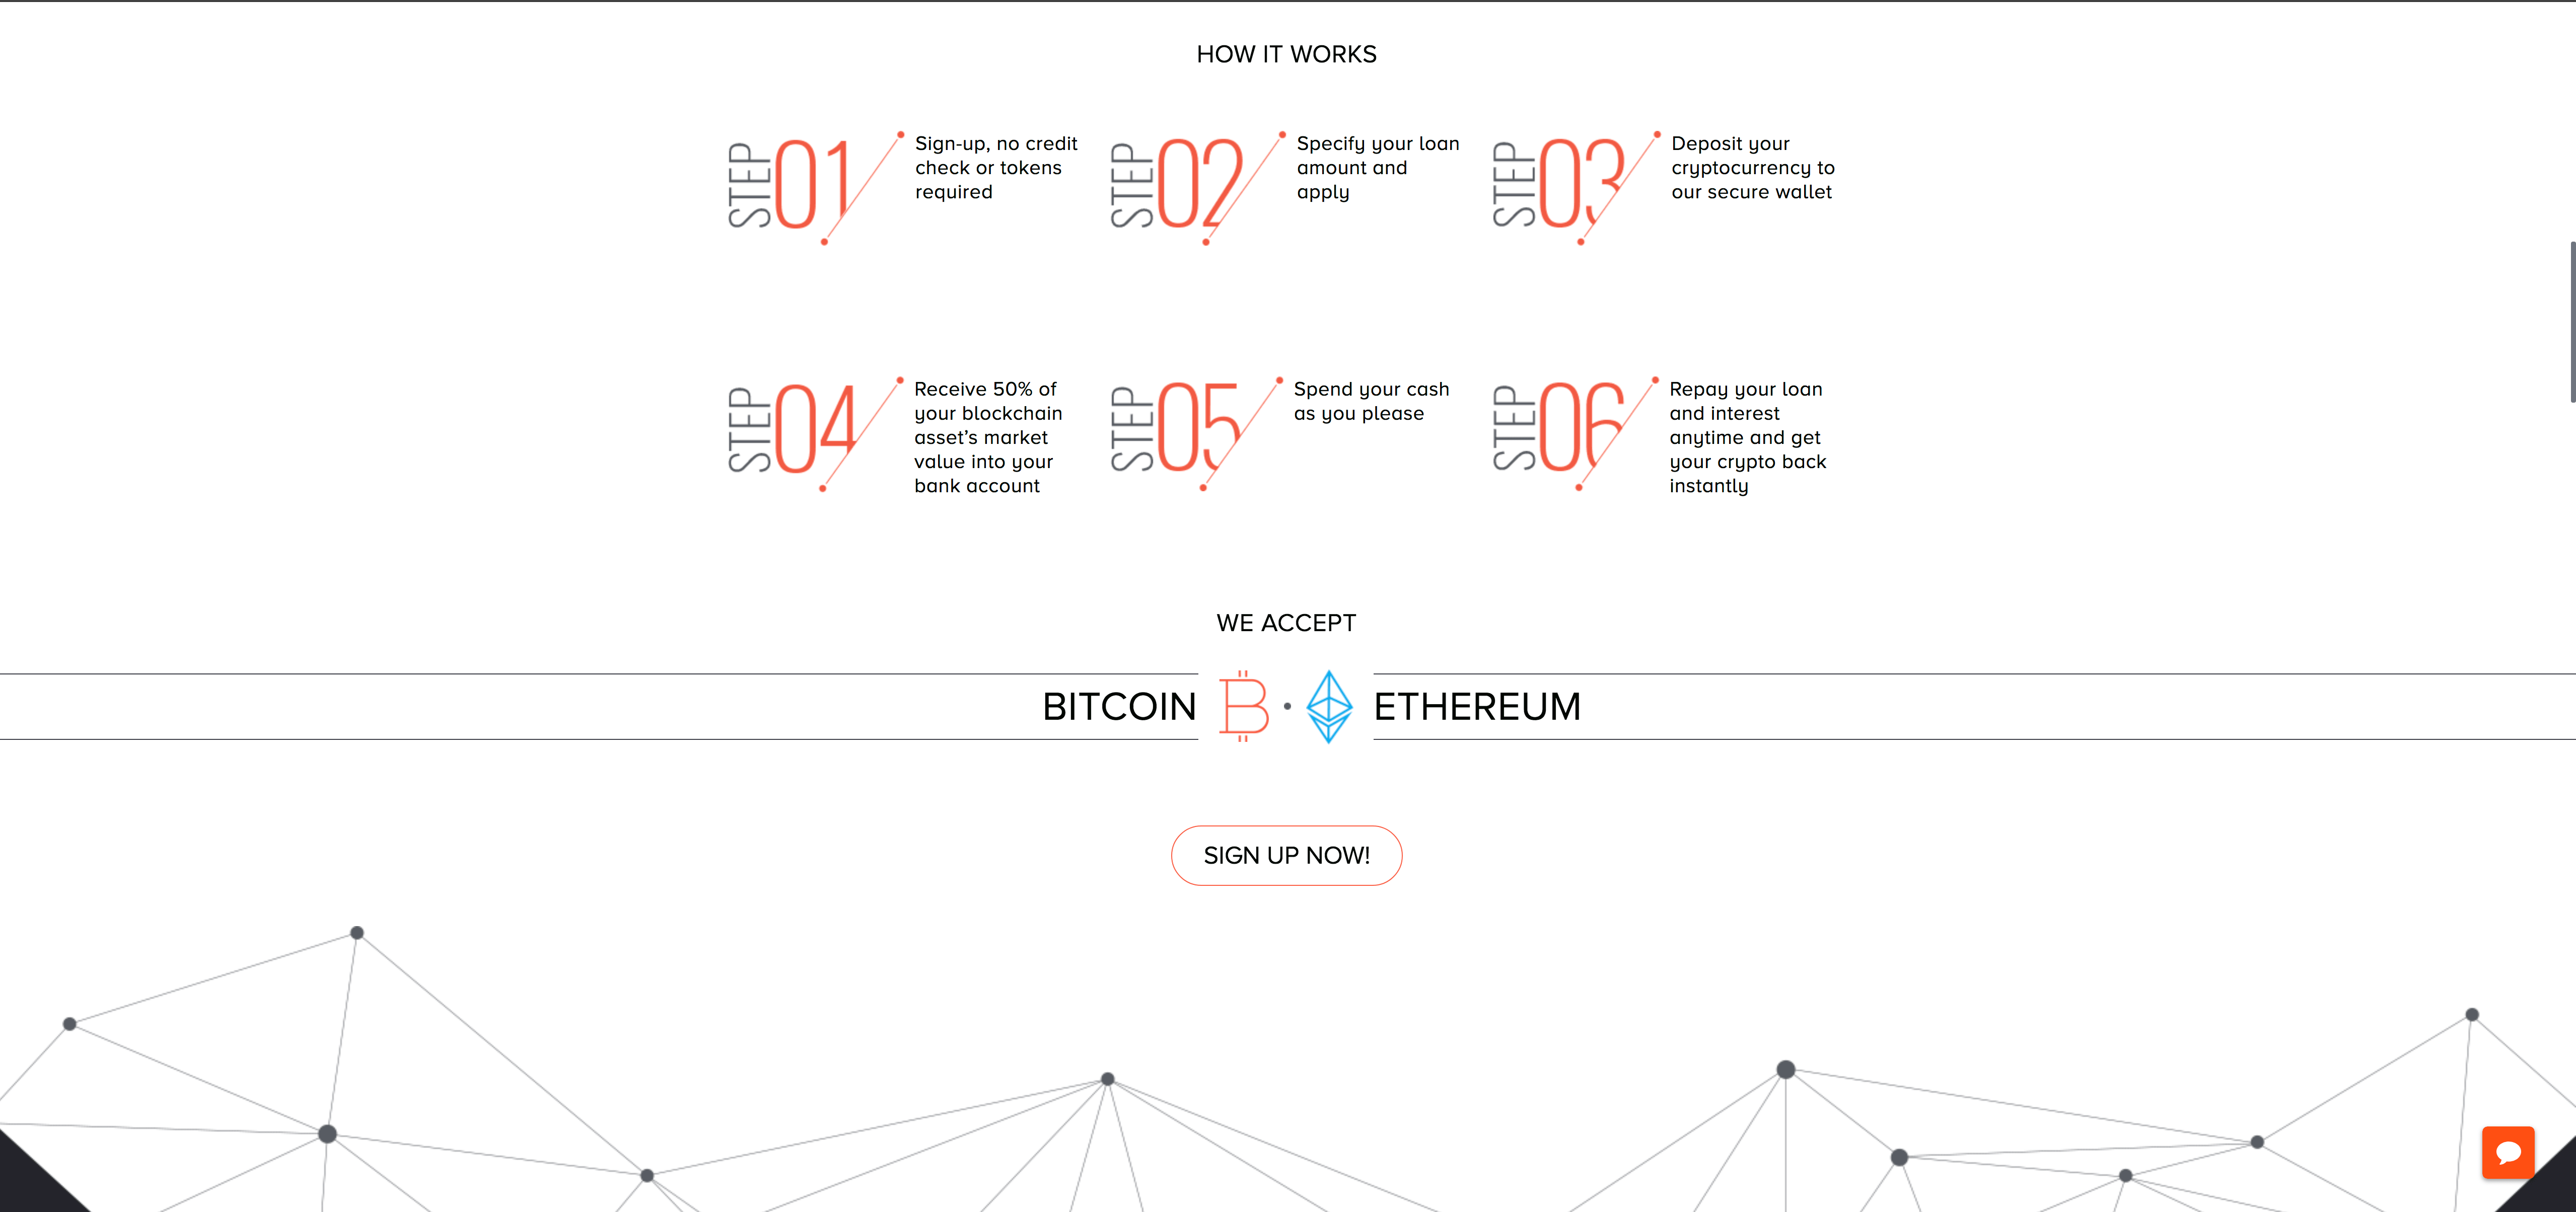 HOW IT WORKS
STEP 01
Sign-up, no credit
check or tokens
required
STEP 02
Specify your loan
amount and
apply
STEP 03
Deposit your
cryptocurrency to
our secure wallet
STEP 04
Receive 50% of
your blockchain
asset’s market
value into your
bank account
STEP 05
Spend your cash
as you please
STEP 06
Repay your loan
and interest
anytime and get
your crypto back
instantly
WE ACCEPT
BITCOIN ETHEREUM
SIGN UP NOW!